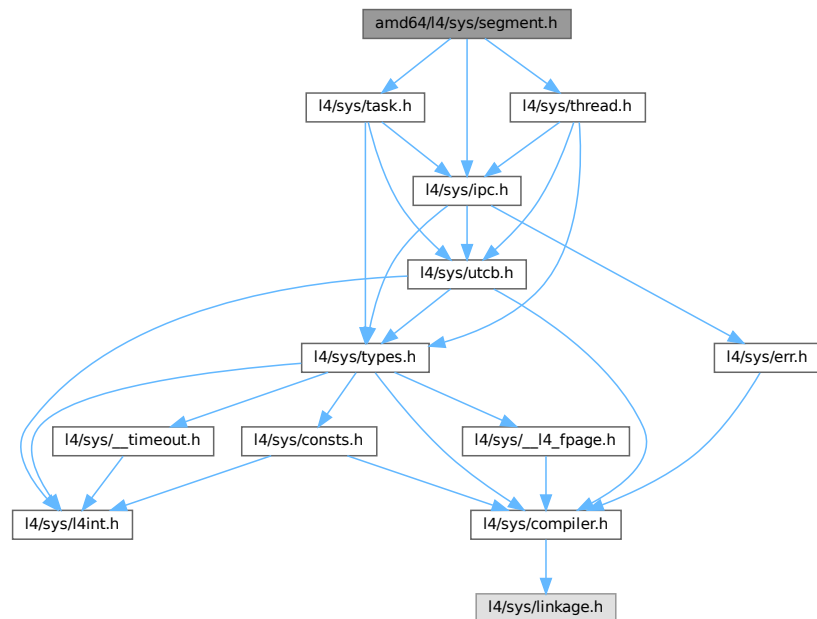 amd64/l4/sys/segment.h
l4/sys/task.h
l4/sys/thread.h
l4/sys/ipc.h
l4/sys/utcb.h
l4/sys/types.h
l4/sys/err.h
l4/sys/__timeout.h
l4/sys/consts.h
l4/sys/__l4_fpage.h
l4/sys/l4int.h
l4/sys/compiler.h
l4/sys/linkage.h